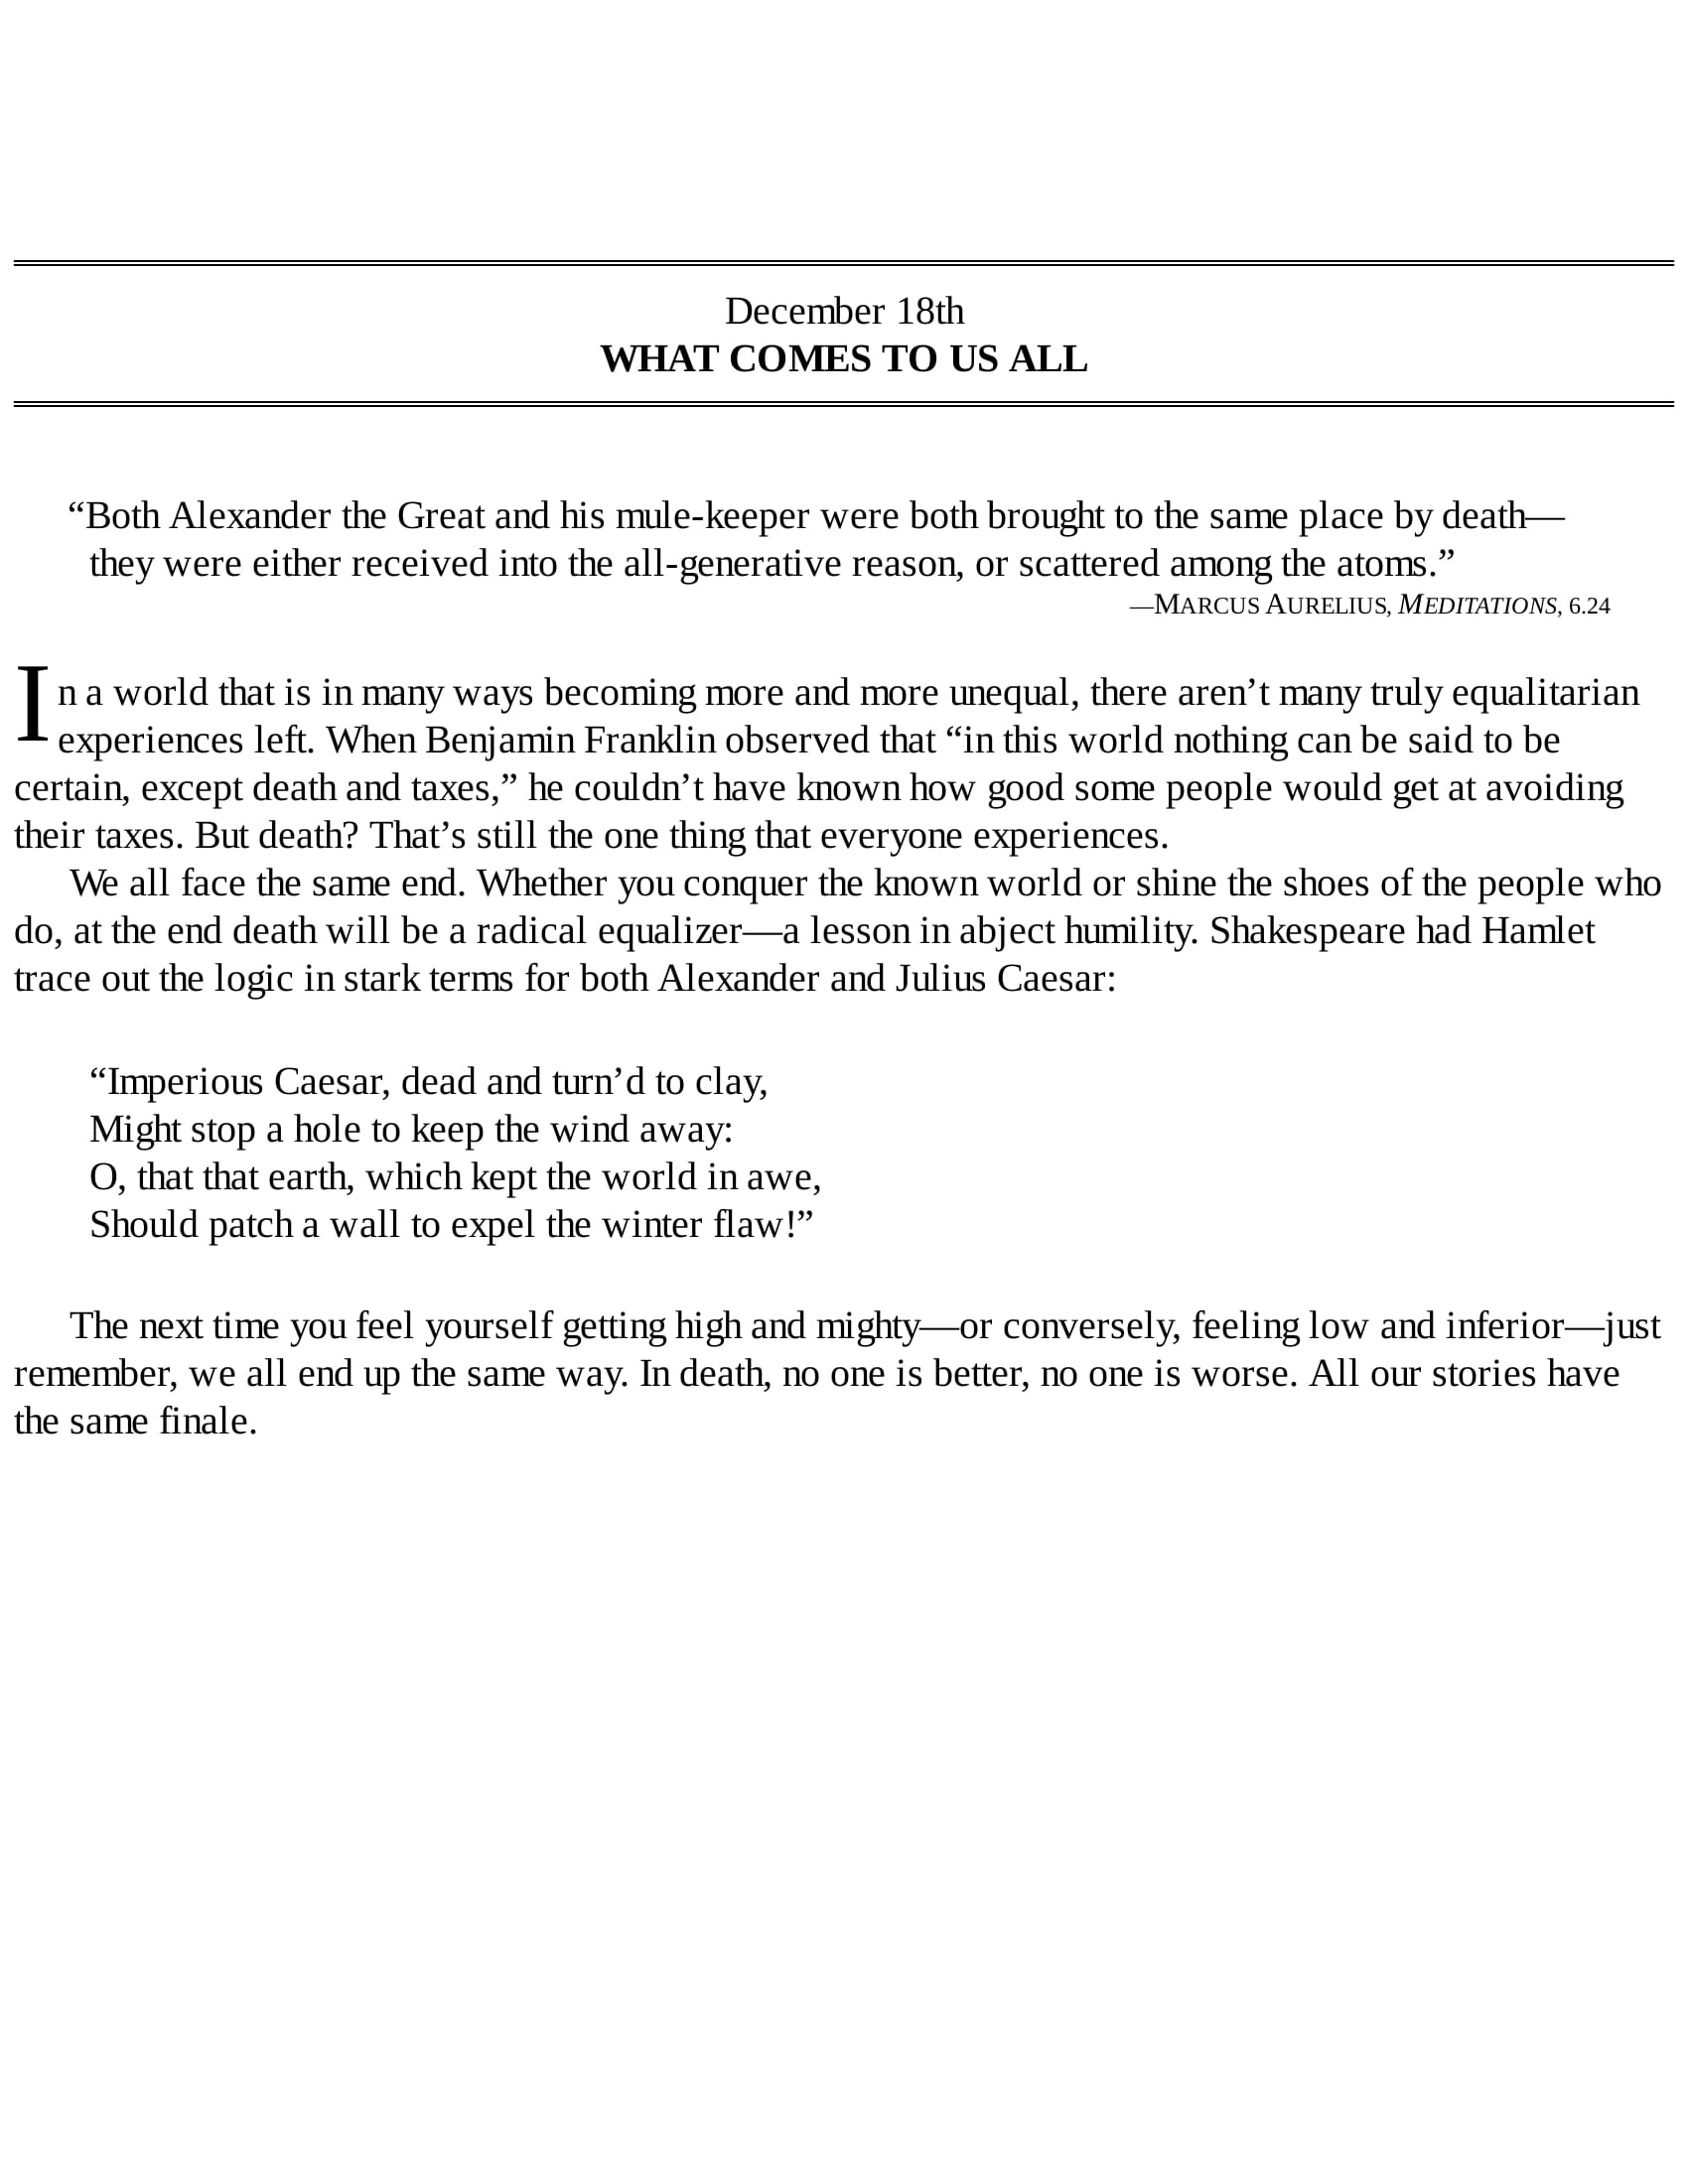 December 18th
WHAT COMES TO US ALL
“Both Alexander the Great and his mule-keeper were both brought to the same place by death—
they were either received into the all-generative reason, or scattered among the atoms.”
—MARCUS AURELIUS, MEDITATIONS, 6.24
In a world that is in many ways becoming more and more unequal, there aren’t many truly equalitarian
experiences left. When Benjamin Franklin observed that “in this world nothing can be said to be
certain, except death and taxes,” he couldn’t have known how good some people would get at avoiding
their taxes. But death? That’s still the one thing that everyone experiences.
We all face the same end. Whether you conquer the known world or shine the shoes of the people who
do, at the end death will be a radical equalizer—a lesson in abject humility. Shakespeare had Hamlet
trace out the logic in stark terms for both Alexander and Julius Caesar:
“Imperious Caesar, dead and turn’d to clay,
Might stop a hole to keep the wind away:
O, that that earth, which kept the world in awe,
Should patch a wall to expel the winter flaw!”
The next time you feel yourself getting high and mighty—or conversely, feeling low and inferior—just
remember, we all end up the same way. In death, no one is better, no one is worse. All our stories have
the same finale.